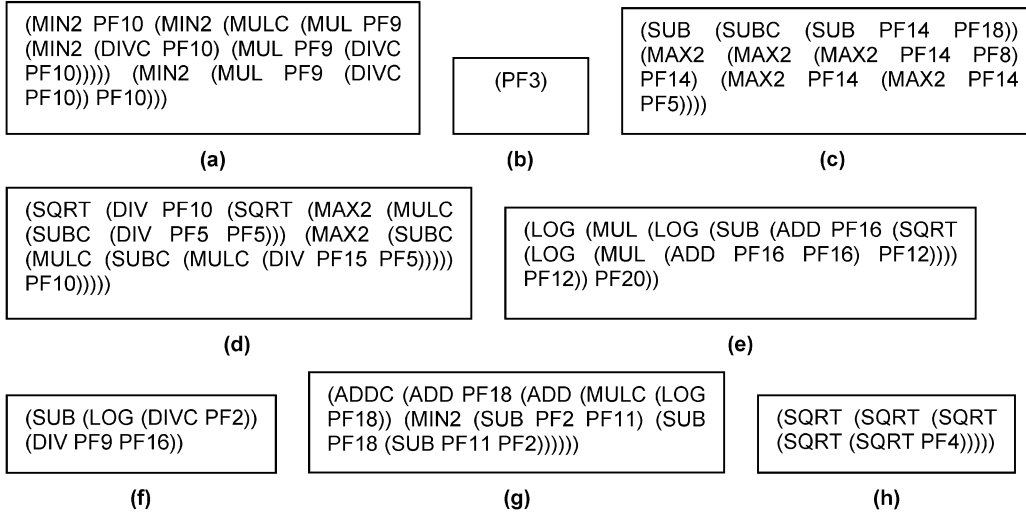 (MIN2 PF10 (MIN2 (MULC (MUL PF9
(MIN2 (DIVC PF10) (MUL PF9 (DIVC
PF10))))) (MIN2 (MUL PF9 (DIVC
PF10)) PF10)))
(a)
(PF3)
(b)
(SUB (SUBC (SUB PF14 PF18))
(MAX2 (MAX2 (MAX2 PF14 PF8)
PF14) (MAX2 PF14 (MAX2 PF14
PF5))))
(c)
(SQRT (DIV PF10 (SQRT (MAX2 (MULC
(SUBC (DIV PF5 PF5))) (MAX2 (SUBC
(MULC (SUBC (MULC (DIV PF15 PF5)))))
PF10)))))
(d)
(LOG (MUL (LOG (SUB (ADD PF16 (SQRT
(LOG (MUL (ADD PF16 PF16) PF12))))
PF12)) PF20))
(e)
(SUB (LOG (DIVC PF2))
(DIV PF9 PF16))
(f)
(ADDC (ADD PF18 (ADD (MULC (LOG
PF18)) (MIN2 (SUB PF2 PF11) (SUB
PF18 (SUB PF11 PF2))))))
(g)
(SQRT (SQRT (SQRT
(SQRT (SQRT PF4)))))
(h)